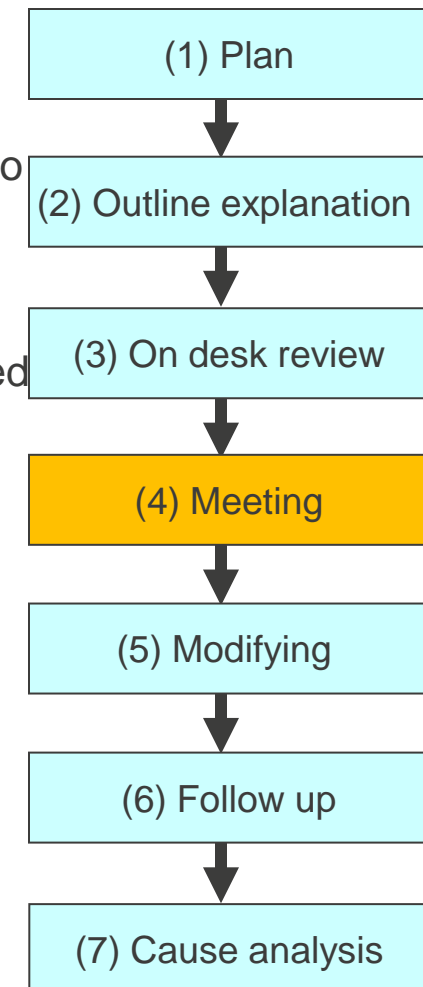 (1) Plan
o
(2) Outline explanation
(3) On desk review
ed
(4) Meeting
(5) Modifying
(6) Follow up
(7) Cause analysis